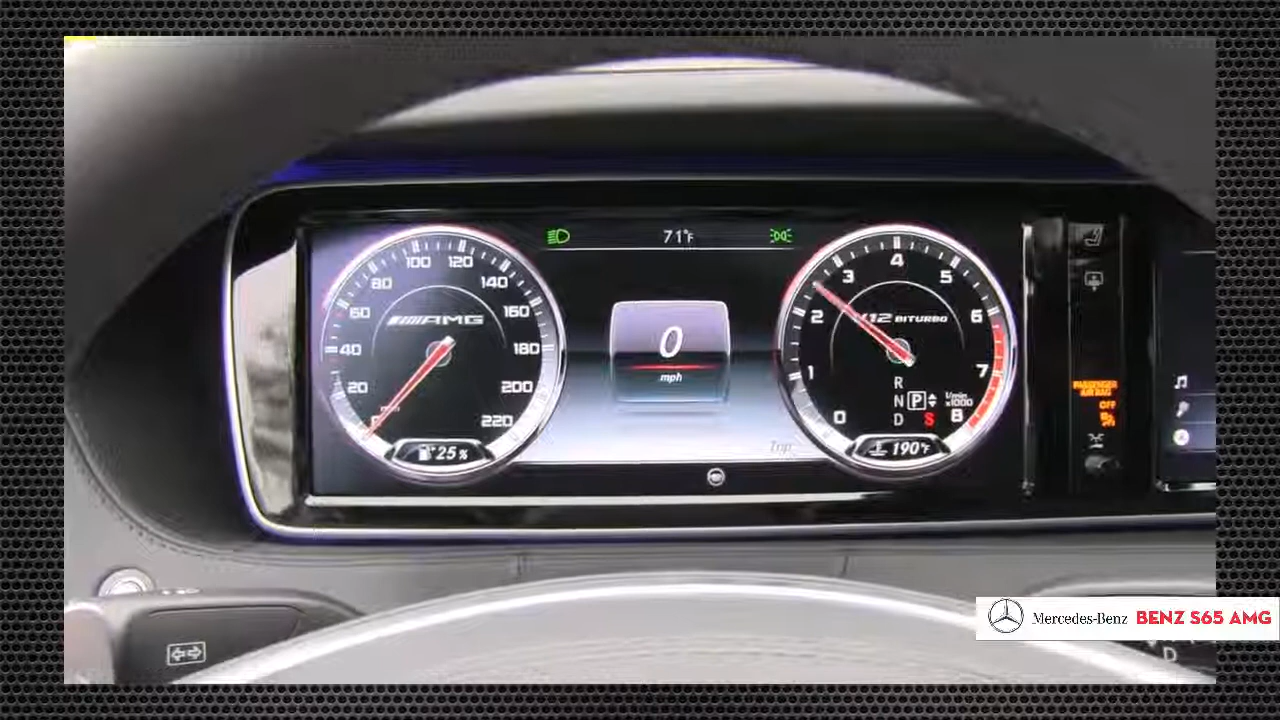 71°F
AMG
0
20
40
60
80
100
120
140
160
180
200
220
25%
0
mph
Trip
0
1
2
3
4
5
6
7
8
V12 BITURBO
R
N P
D S
1/min
x1000
190°F
PASSENGER
AIR BAG
OFF
Mercedes-Benz BENZ S65 AMG
D